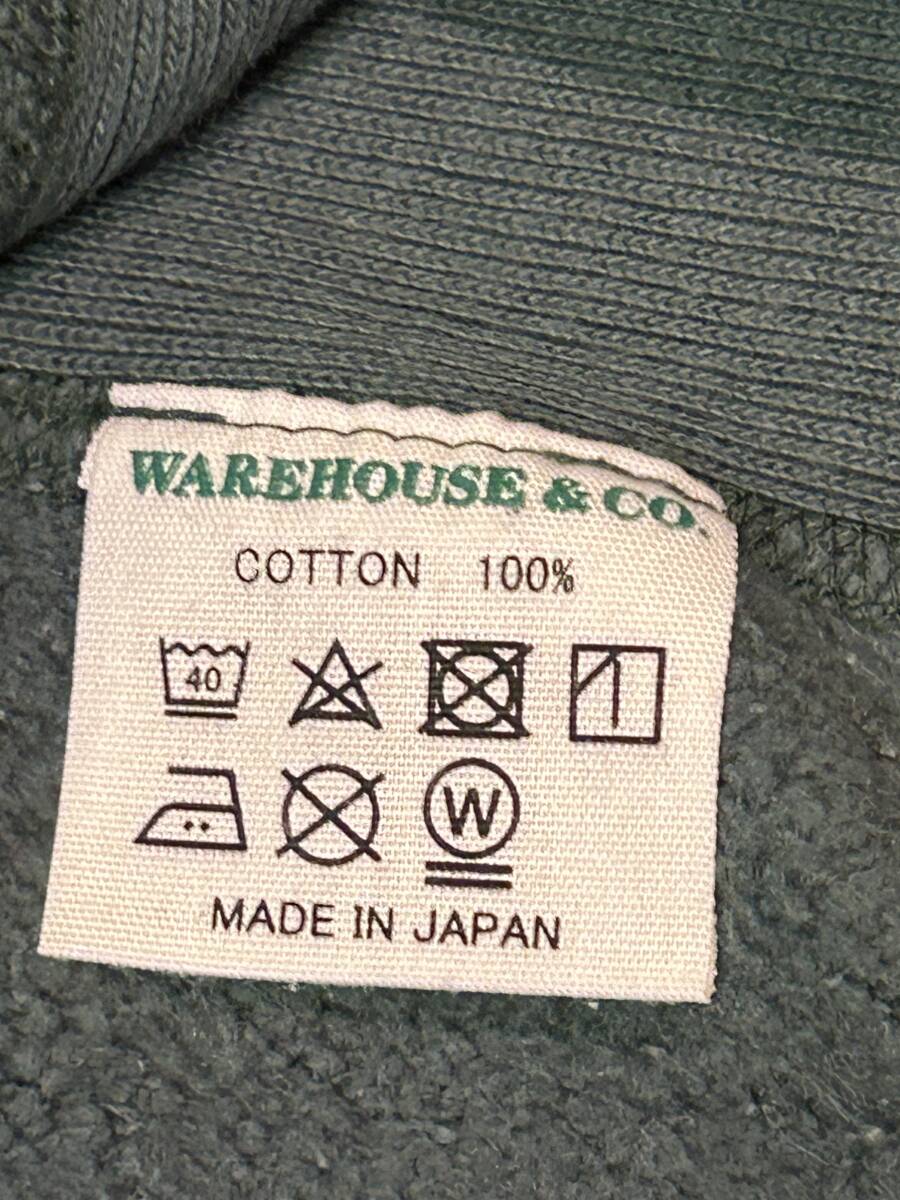 WAREHOUSE & CO.
COTTON 100%
40
W
MADE IN JAPAN